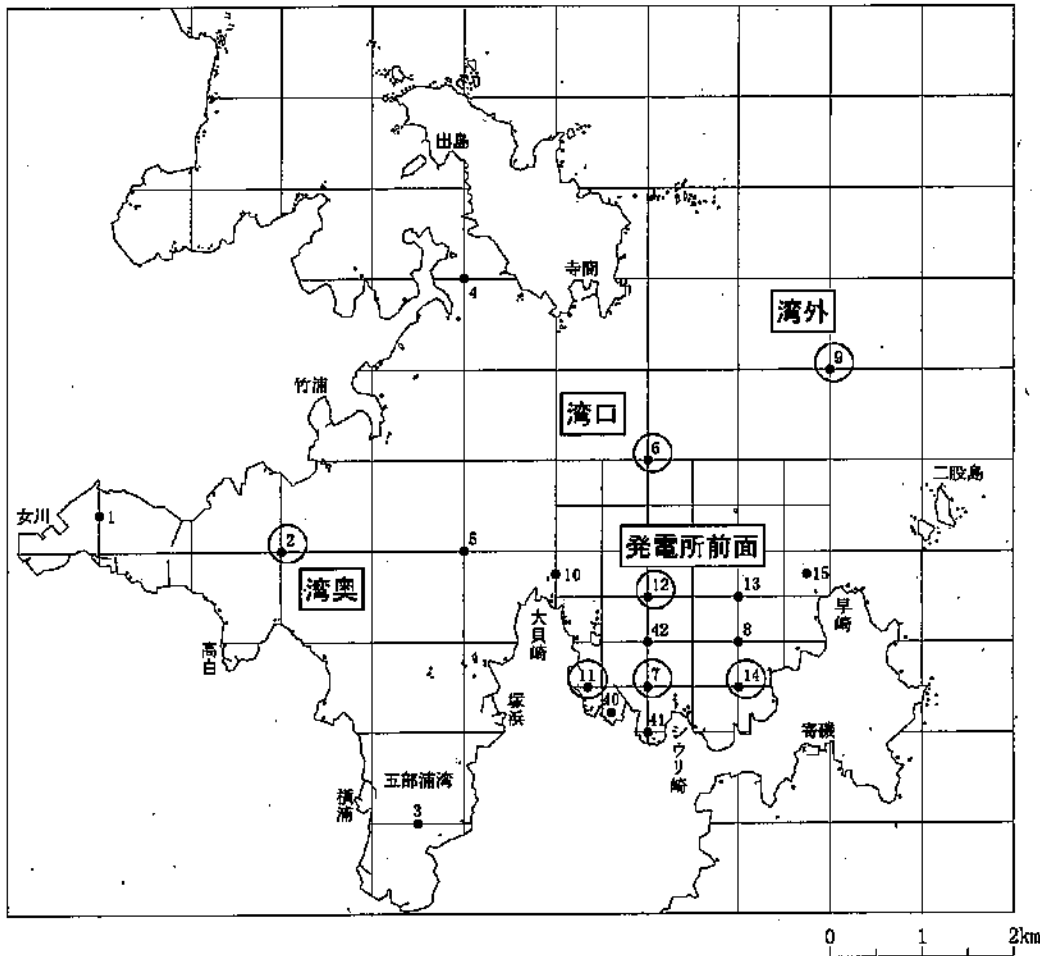 出島
4
寺間
湾外
9
竹浦
湾口
6
二股島
女川
1
2
湾奥
5
発電所前面
10
12
13
15
大貝崎
早崎
高白
42
8
11
7
14
40
塚浜
41
シウリ崎
寄磯
五部浦湾
横浦
3
0 1 2km